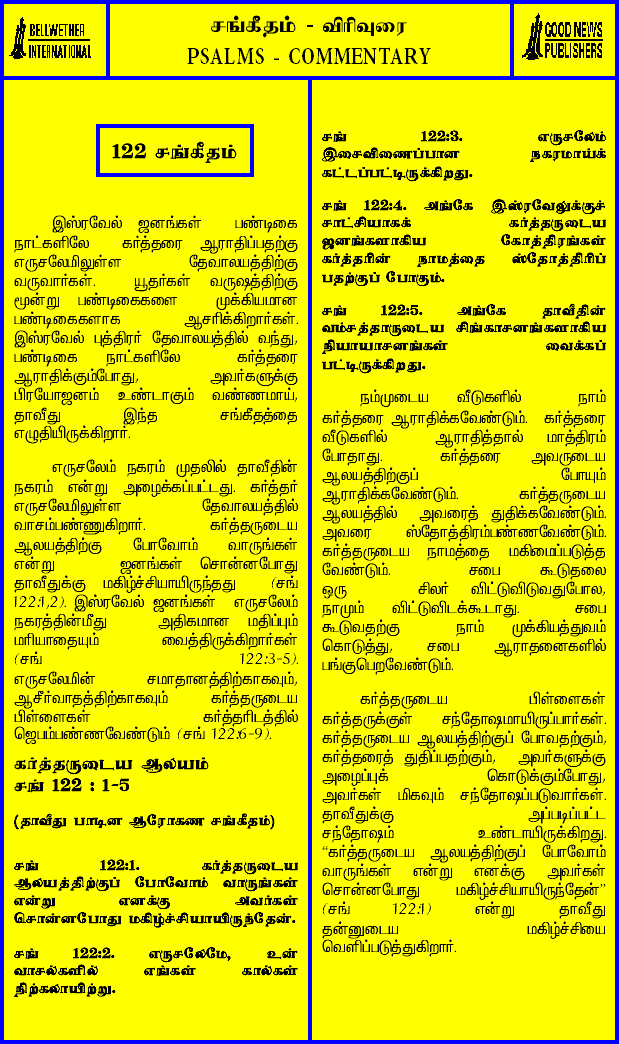 BELLWETHER
INTERNATIONAL
சங்கீதம் - விரிவுரை
PSALMS - COMMENTARY
GOOD NEWS
PUBLISHERS
122 சங்கீதம்
இஸ்ரவேல் ஜனங்கள் பண்டிகை
நாட்களிலே கர்த்தரை ஆராதிப்பதற்கு
எருசலேமிலுள்ள தேவாலயத்திற்கு
வருவார்கள். யூதர்கள் வருஷத்திற்கு
மூன்று பண்டிகைகளை முக்கியமான
பண்டிகைகளாக ஆசரிக்கிறார்கள்.
இஸ்ரவேல் புத்திரர் தேவாலயத்தில் வந்து,
பண்டிகை நாட்களிலே கர்த்தரை
ஆராதிக்கும்போது, அவர்களுக்கு
பிரயோஜனம் உண்டாகும் வண்ணமாய்,
தாவீது இந்த சங்கீதத்தை
எழுதியிருக்கிறார்.
எருசலேம் நகரம் முதலில் தாவீதின்
நகரம் என்று அழைக்கப்பட்டது. கர்த்தர்
எருசலேமிலுள்ள தேவாலயத்தில்
வாசம்பண்ணுகிறார். கர்த்தருடைய
ஆலயத்திற்கு போவோம் வாருங்கள்
என்று ஜனங்கள் சொன்னபோது
தாவீதுக்கு மகிழ்ச்சியாயிருந்தது (சங்
122:1,2). இஸ்ரவேல் ஜனங்கள் எருசலேம்
நகரத்தின்மீது அதிகமான மதிப்பும்
மரியாதையும் வைத்திருக்கிறார்கள்
(சங் 122:3-5).
எருசலேமின் சமாதானத்திற்காகவும்,
ஆசீர்வாதத்திற்காகவும் கர்த்தருடைய
பிள்ளைகள் கர்த்தரிடத்தில்
ஜெபம்பண்ணவேண்டும் (சங் 122:6-9).
கர்த்தருடைய ஆலயம்
சங் 122 : 1-5
(தாவீது பாடின ஆரோகண சங்கீதம்)
சங் 122:1. கர்த்தருடைய
ஆலயத்திற்குப் போவோம் வாருங்கள்
என்று எனக்கு அவர்கள்
சொன்னபோது மகிழ்ச்சியாயிருந்தேன்.
சங் 122:2. எருசலேமே, உன்
வாசல்களில் எங்கள் கால்கள்
நிற்கலாயிற்று.
சங் 122:3. எருசலேம்
இசைவிணைப்பான நகரமாய்க்
கட்டப்பட்டிருக்கிறது.
சங் 122:4. அங்கே இஸ்ரவேலுக்குச்
சாட்சியாகக் கர்த்தருடைய
ஜனங்களாகிய கோத்திரங்கள்
கர்த்தரின் நாமத்தை ஸ்தோத்திரிப்
பதற்குப் போகும்.
சங் 122:5. அங்கே தாவீதின்
வம்சத்தாருடைய சிங்காசனங்களாகிய
நியாயாசனங்கள் வைக்கப்
பட்டிருக்கிறது.
நம்முடைய வீடுகளில் நாம்
கர்த்தரை ஆராதிக்கவேண்டும். கர்த்தரை
வீடுகளில் ஆராதித்தால் மாத்திரம்
போதாது. கர்த்தரை அவருடைய
ஆலயத்திற்குப் போயும்
ஆராதிக்கவேண்டும். கர்த்தருடைய
ஆலயத்தில் அவரைத் துதிக்கவேண்டும்.
அவரை ஸ்தோத்திரம்பண்ணவேண்டும்.
கர்த்தருடைய நாமத்தை மகிமைப்படுத்த
வேண்டும். சபை கூடுதலை
ஒரு சிலர் விட்டுவிடுவதுபோல,
நாமும் விட்டுவிடக்கூடாது. சபை
கூடுவதற்கு நாம் முக்கியத்துவம்
கொடுத்து, சபை ஆராதனைகளில்
பங்குபெறவேண்டும்.
கர்த்தருடைய பிள்ளைகள்
கர்த்தருக்குள் சந்தோஷமாயிருப்பார்கள்.
கர்த்தருடைய ஆலயத்திற்குப் போவதற்கும்,
கர்த்தரைத் துதிப்பதற்கும், அவர்களுக்கு
அழைப்புக் கொடுக்கும்போது,
அவர்கள் மிகவும் சந்தோஷப்படுவார்கள்.
தாவீதுக்கு அப்படிப்பட்ட
சந்தோஷம் உண்டாயிருக்கிறது.
“கர்த்தருடைய ஆலயத்திற்குப் போவோம்
வாருங்கள் என்று எனக்கு அவர்கள்
சொன்னபோது மகிழ்ச்சியாயிருந்தேன்”
(சங் 122:1) என்று தாவீது
தன்னுடைய மகிழ்ச்சியை
வெளிப்படுத்துகிறார்.